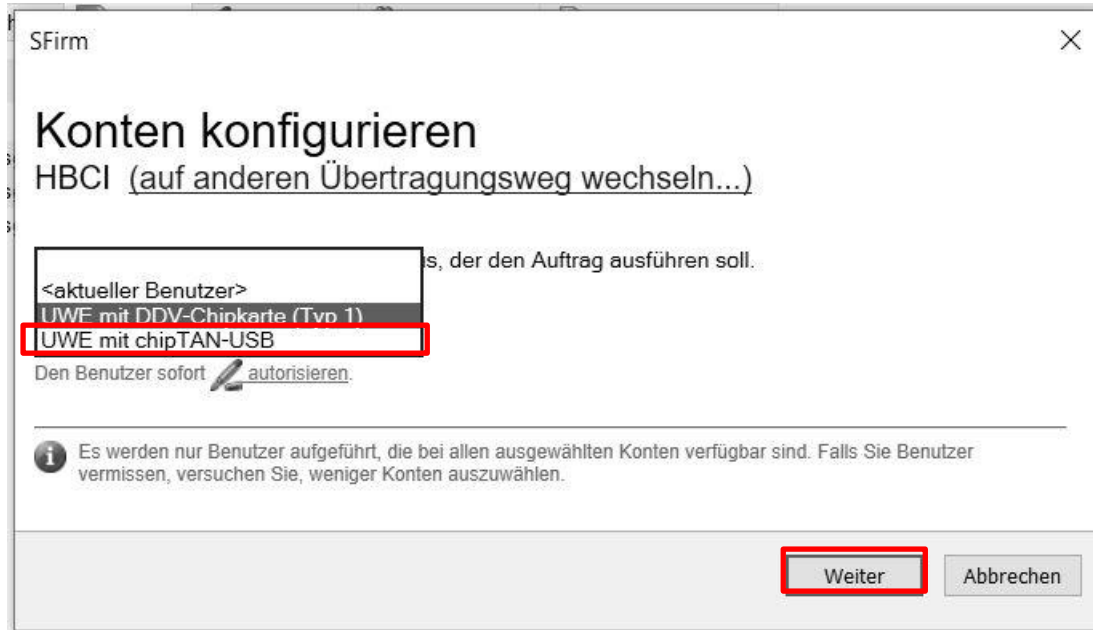 SFirm
Konten konfigurieren
HBCI (auf anderen Übertragungsweg wechseln...)
s, der den Auftrag ausführen soll.
<aktueller Benutzer>
UWE mit DDV-Chipkarte (Typ 1)
UWE mit chipTAN-USB
Den Benutzer sofort autorisieren.
Es werden nur Benutzer aufgeführt, die bei allen ausgewählten Konten verfügbar sind. Falls Sie Benutzer
vermissen, versuchen Sie, weniger Konten auszuwählen.
Weiter Abbrechen